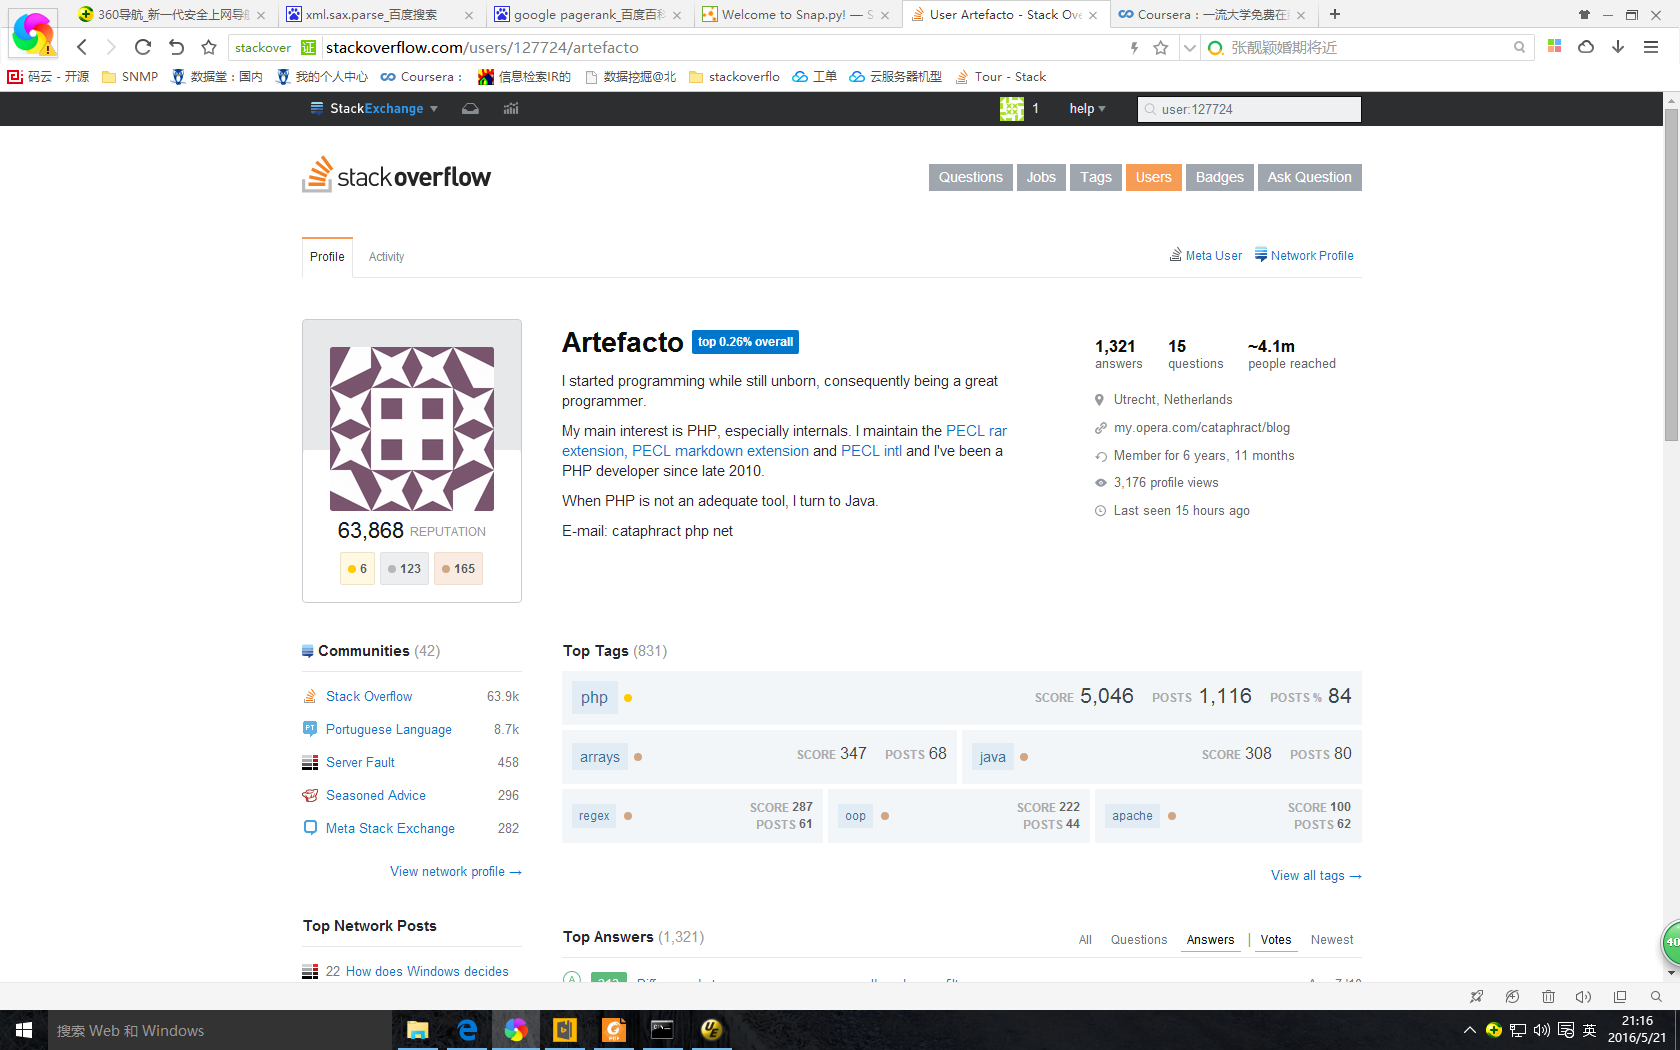 360导航_新一代安全上网导航
xml.sax.parse_百度搜索
google pagerank_百度百科
Welcome to Snap.py! — S
User Artefacto - Stack Ove
Coursera：一流大学免费在线
stackover 证 stackoverflow.com/users/127724/artefacto
张靓颖婚期将近
码云 - 开源 SNMP 数据堂：国内 我的个人中心 Coursera： 信息检索IR的 数据挖掘@北 stackoverflo 工单 云服务器机型 Tour - Stack
StackExchange 1 help user:127724
stackoverflow
Questions Jobs Tags Users Badges Ask Question
Profile Activity
Meta User Network Profile
Artefacto top 0.26% overall
I started programming while still unborn, consequently being a great
programmer.
My main interest is PHP, especially internals. I maintain the PECL rar
extension, PECL markdown extension and PECL intl and I've been a
PHP developer since late 2010.
When PHP is not an adequate tool, I turn to Java.
E-mail: cataphract php net
1,321 15 ~4.1m
answers questions people reached
Utrecht, Netherlands
my.opera.com/cataphract/blog
Member for 6 years, 11 months
3,176 profile views
Last seen 15 hours ago
63,868 REPUTATION
6 123 165
Communities (42)
Stack Overflow 63.9k
Portuguese Language 8.7k
Server Fault 458
Seasoned Advice 296
Meta Stack Exchange 282
View network profile →
Top Network Posts
22 How does Windows decides
Top Tags (831)
php SCORE 5,046 POSTS 1,116 POSTS % 84
arrays SCORE 347 POSTS 68
java SCORE 308 POSTS 80
regex SCORE 287
POSTS 61
oop SCORE 222
POSTS 44
apache SCORE 100
POSTS 62
View all tags →
Top Answers (1,321)
All Questions Answers | Votes Newest
40
搜索 Web 和 Windows
英
21:16
2016/5/21